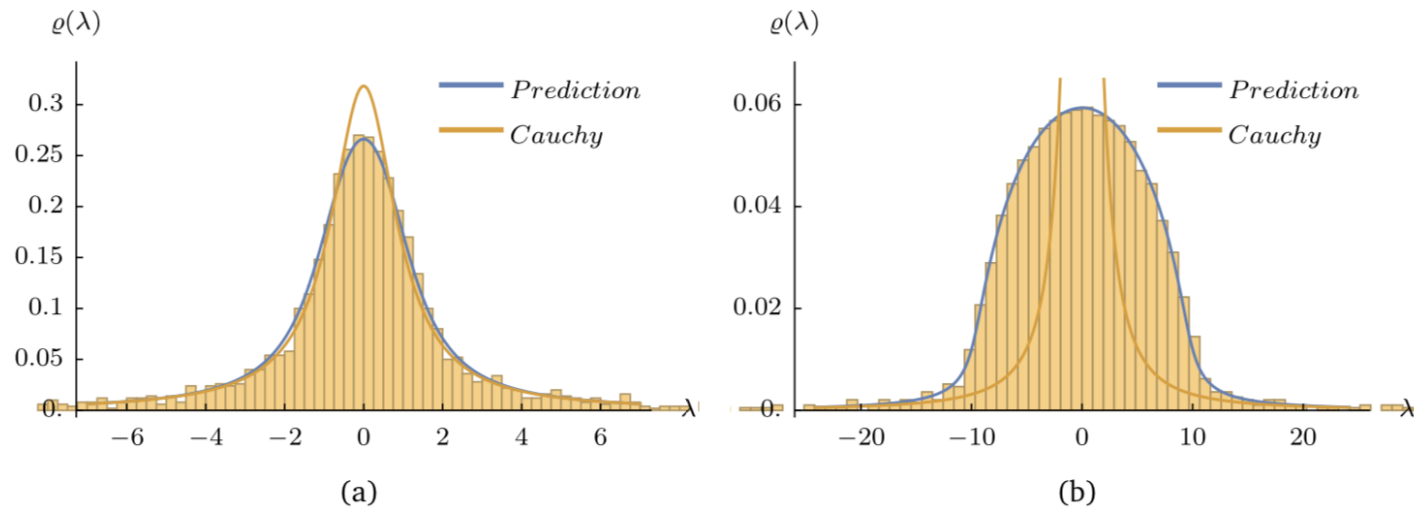 ϱ(λ)
Prediction
Cauchy
0.3
0.25
0.2
0.15
0.1
0.05
0.
λ
−6 −4 −2 0 2 4 6
(a)
ϱ(λ)
Prediction
Cauchy
0.06
0.04
0.02
0.
λ
−20 −10 0 10 20
(b)